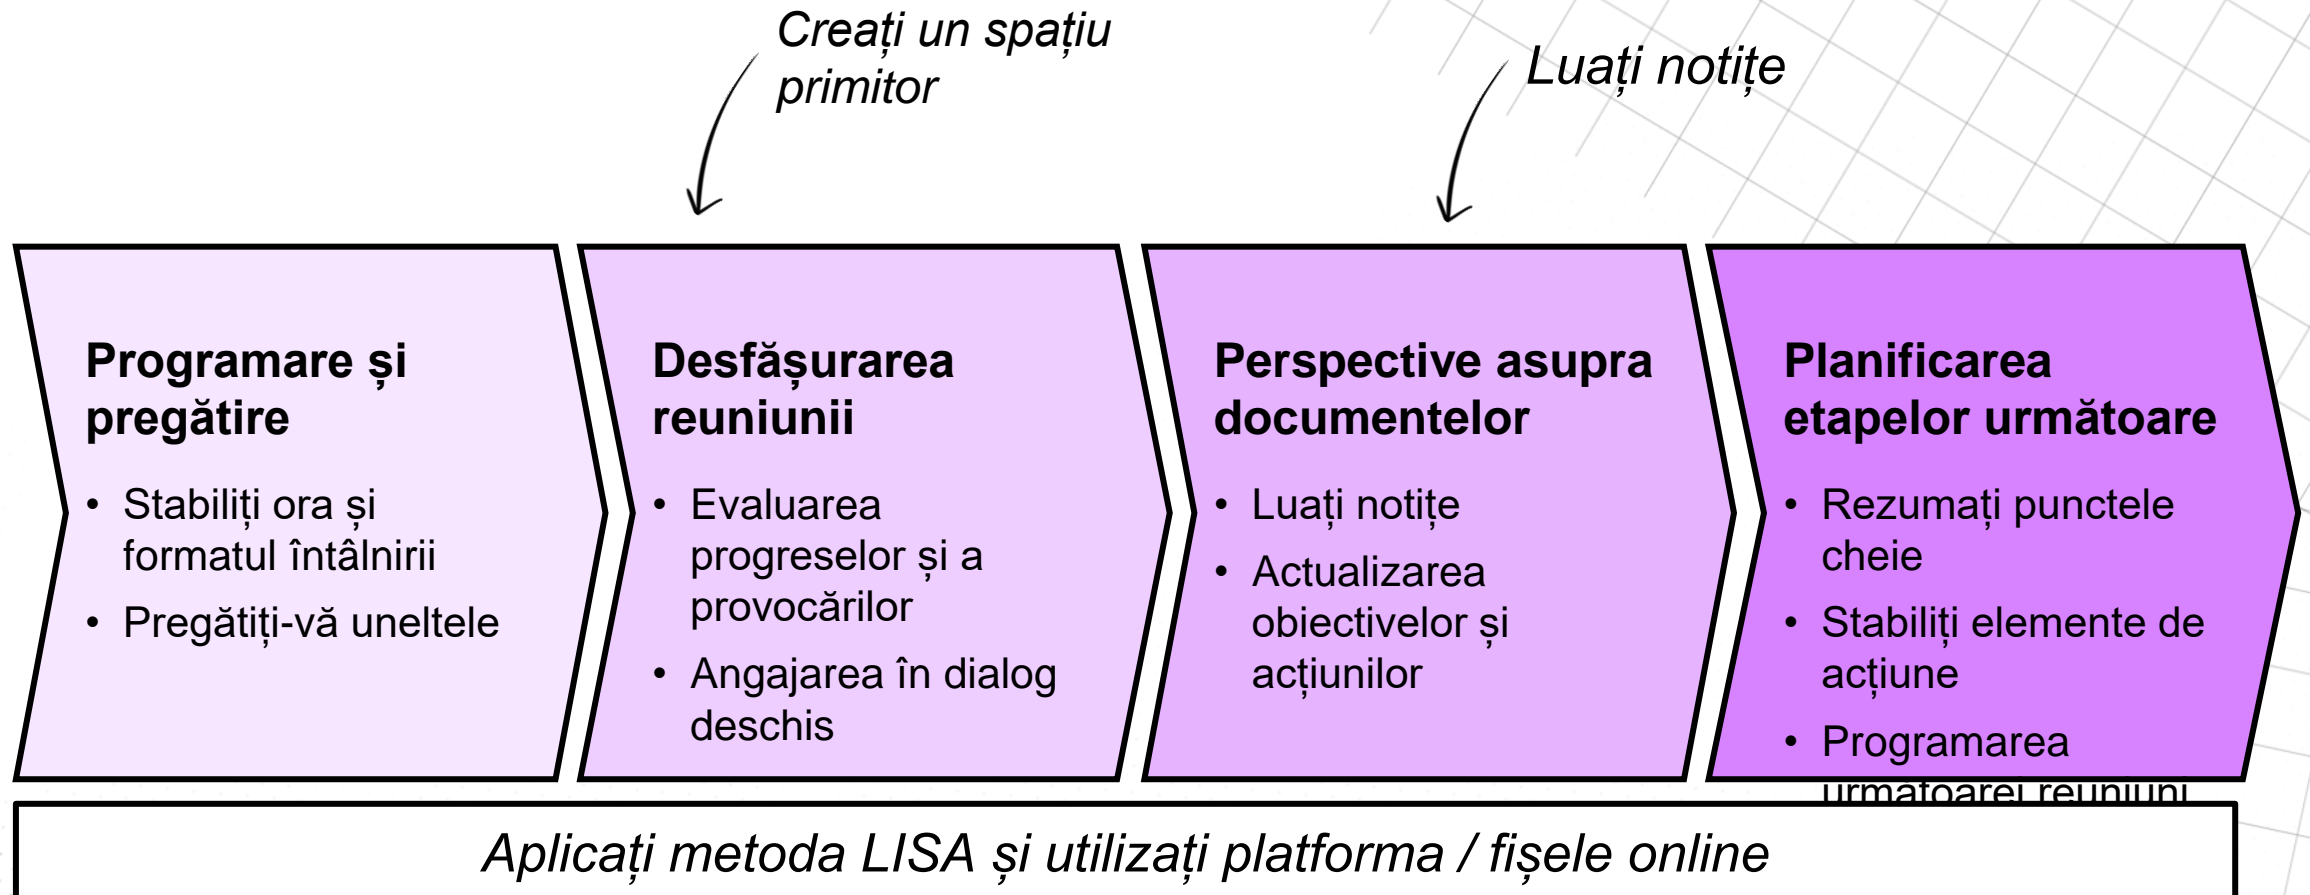 Creați un spațiu
primitor
Luați notițe
Programare și
pregătire
• Stabiliți ora și
formatul întâlnirii
• Pregătiți-vă uneltele
Desfășurarea
reuniunii
• Evaluarea
progreselor și a
provocărilor
• Angajarea în dialog
deschis
Perspective asupra
documentelor
• Luați notițe
• Actualizarea
obiectivelor și
acțiunilor
Planificarea
etapelor următoare
• Rezumați punctele
cheie
• Stabiliți elemente de
acțiune
• Programarea
următoarei reuniuni
Aplicați metoda LISA și utilizați platforma / fișele online